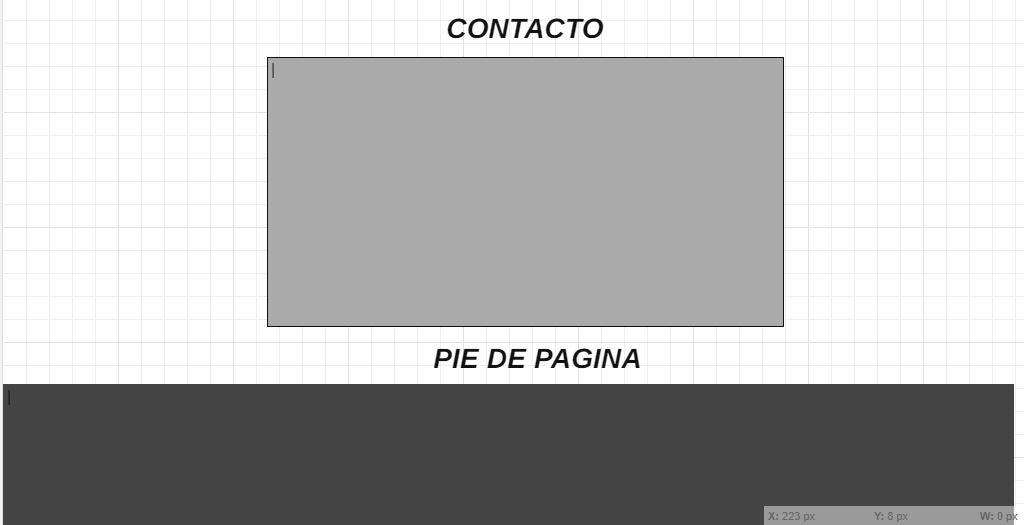 CONTACTO
PIE DE PAGINA
X: 223 px Y: 8 px W: 0 px